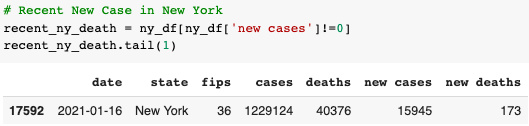 # Recent New Case in New York
recent_ny_death = ny_df[ny_df['new cases']!=0]
recent_ny_death.tail(1)
date state fips cases deaths new cases new deaths
17592 2021-01-16 New York 36 1229124 40376 15945 173